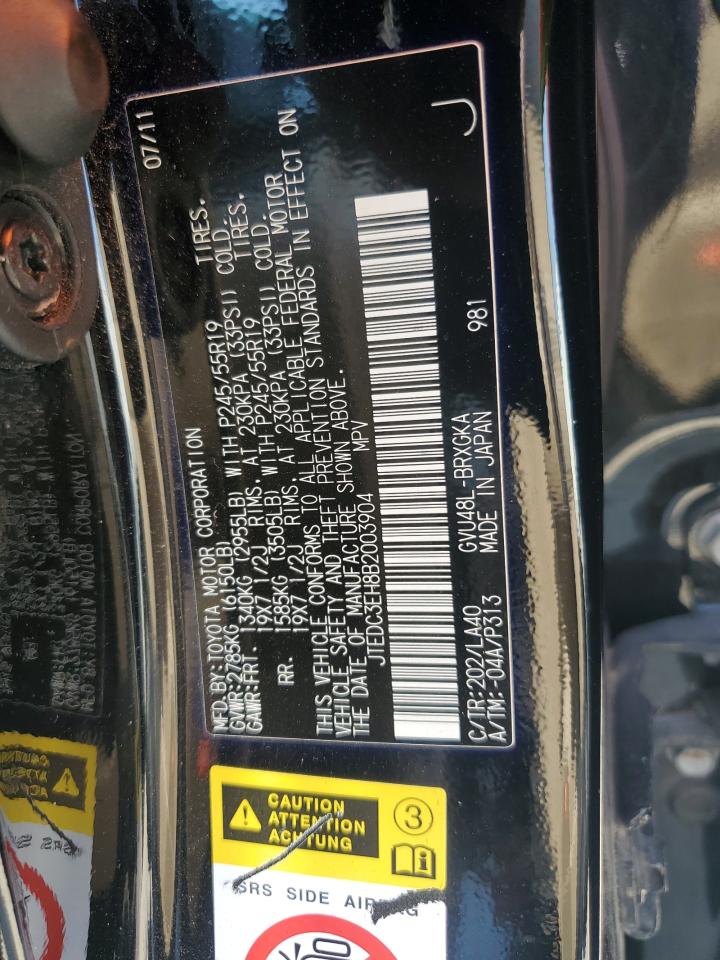 MFD.BY:TOYOTA MOTOR CORPORATION 07/11
GVWR:2785KG (6150LB)
GAWR:FRT. 1340KG (2955LB) WITH P245/55R19 TIRES.
19X7 1/2J RIMS. AT 230KPA (33PSI) COLD.
RR. 1585KG (3505LB) WITH P245/55R19 TIRES.
19X7 1/2J RIMS. AT 230KPA (33PSI) COLD.
THIS VEHICLE CONFORMS TO ALL APPLICABLE FEDERAL MOTOR
VEHICLE SAFETY AND THEFT PREVENTION STANDARDS IN EFFECT ON
THE DATE OF MANUFACTURE SHOWN ABOVE.
JTEDC3EH8B2003904 MPV
C/TR:202/LA40 GVU48L-BRXGKA 981
A/TM:-04A/P313 MADE IN JAPAN J
CAUTION
ATTENTION
ACHTUNG
3
i
SRS SIDE AIRBAG